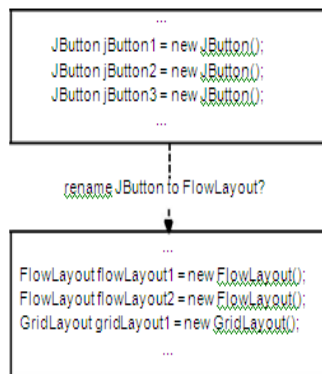 ...
JButton jButton1 = new JButton();
JButton jButton2 = new JButton();
JButton jButton3 = new JButton();
...
rename JButton to FlowLayout?
...
FlowLayout flowLayout1 = new FlowLayout();
FlowLayout flowLayout2 = new FlowLayout();
GridLayout gridLayout1 = new GridLayout();
...